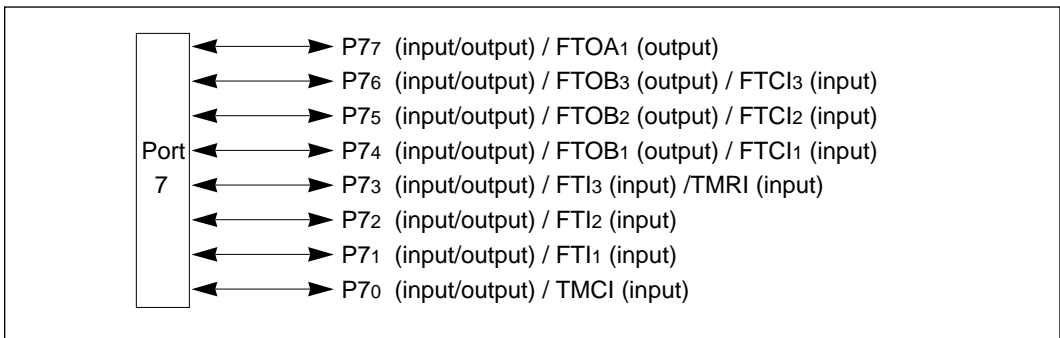 P7₇ (input/output) / FTOA₁ (output)
P7₆ (input/output) / FTOB₃ (output) / FTCI₃ (input)
P7₅ (input/output) / FTOB₂ (output) / FTCI₂ (input)
Port
7
P7₄ (input/output) / FTOB₁ (output) / FTCI₁ (input)
P7₃ (input/output) / FTI₃ (input) /TMRI (input)
P7₂ (input/output) / FTI₂ (input)
P7₁ (input/output) / FTI₁ (input)
P7₀ (input/output) / TMCI (input)